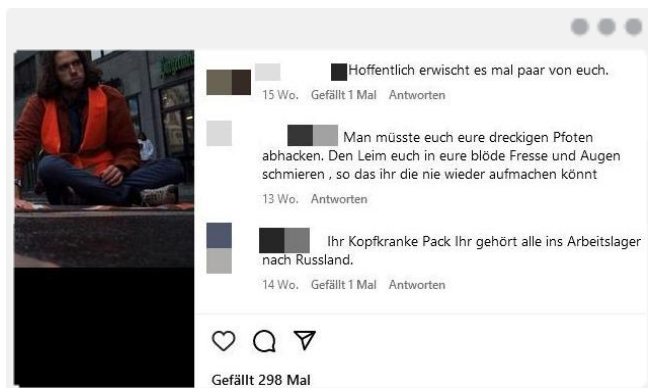 Hoffentlich erwischt es mal paar von euch.
15 Wo. Gefällt 1 Mal Antworten
Man müsste euch eure dreckigen Pfoten
abhacken. Den Leim euch in eure blöde Fresse und Augen
schmieren , so das ihr die nie wieder aufmachen könnt
13 Wo. Antworten
Ihr Kopfkranke Pack Ihr gehört alle ins Arbeitslager
nach Russland.
14 Wo. Gefällt 1 Mal Antworten
Gefällt 298 Mal